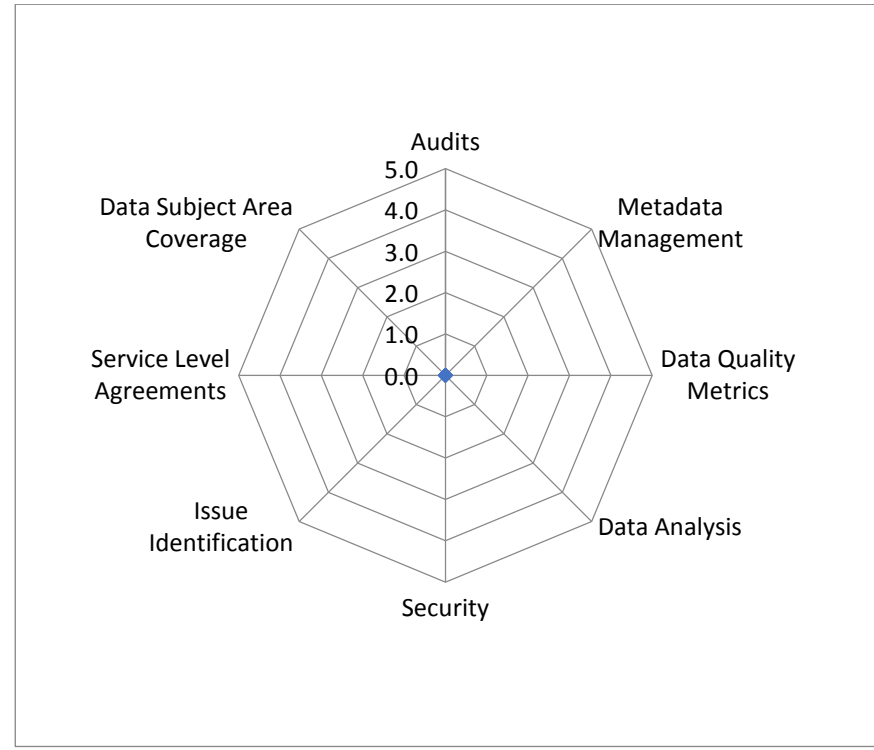 Audits
5.0
4.0
3.0
2.0
1.0
0.0
Metadata
Management
Data Quality
Metrics
Data Analysis
Security
Issue
Identification
Service Level
Agreements
Data Subject Area
Coverage